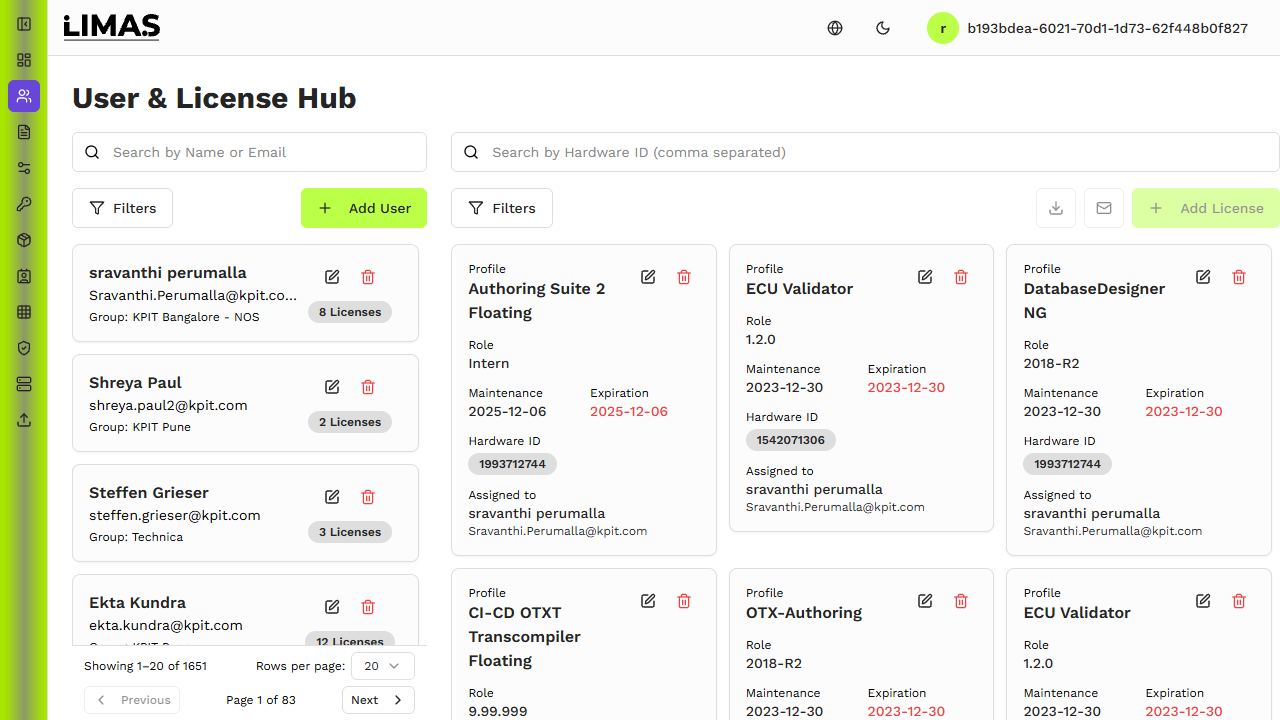 LIMAS
r
b193bdea-6021-70d1-1d73-62f448b0f827
User & License Hub
Search by Name or Email
Filters
Add User
sravanthi perumalla
Sravanthi.Perumalla@kpit.co...
Group: KPIT Bangalore - NOS
8 Licenses
Shreya Paul
shreya.paul2@kpit.com
Group: KPIT Pune
2 Licenses
Steffen Grieser
steffen.grieser@kpit.com
Group: Technica
3 Licenses
Ekta Kundra
ekta.kundra@kpit.com
12 Licenses
Showing 1–20 of 1651
Rows per page:
20
Previous
Page 1 of 83
Next
Search by Hardware ID (comma separated)
Filters
Add License
Profile
Authoring Suite 2
Floating
Role
Intern
Maintenance
Expiration
2025-12-06
2025-12-06
Hardware ID
1993712744
Assigned to
sravanthi perumalla
Sravanthi.Perumalla@kpit.com
Profile
ECU Validator
Role
1.2.0
Maintenance
Expiration
2023-12-30
2023-12-30
Hardware ID
1542071306
Assigned to
sravanthi perumalla
Sravanthi.Perumalla@kpit.com
Profile
DatabaseDesigner
NG
Role
2018-R2
Maintenance
Expiration
2023-12-30
2023-12-30
Hardware ID
1993712744
Assigned to
sravanthi perumalla
Sravanthi.Perumalla@kpit.com
Profile
CI-CD OTXT
Transcompiler
Floating
Role
9.99.999
Profile
OTX-Authoring
Role
2018-R2
Maintenance
Expiration
2023-12-30
2023-12-30
Profile
ECU Validator
Role
1.2.0
Maintenance
Expiration
2023-12-30
2023-12-30